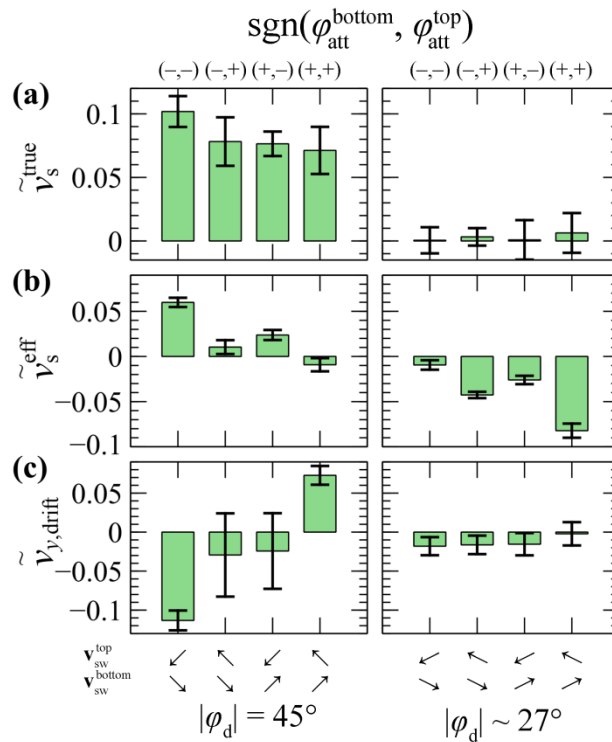 sgn(φ_att^bottom, φ_att^top)
(−,−) (−,+) (+,−) (+,+) (−,−) (−,+) (+,−) (+,+)
(a)
ṽ_s^true
0.1
0.05
0
(b)
ṽ_s^eff
0.05
0
−0.05
−0.1
(c)
ṽ_y,drift
0.05
0
−0.05
−0.1
v_sw^top ↙ ↖ ↙ ↖ ↙ ↖ ↙ ↖
v_sw^bottom ↘ ↘ ↗ ↗ ↘ ↘ ↗ ↗
|φ_d| = 45° |φ_d| ~ 27°